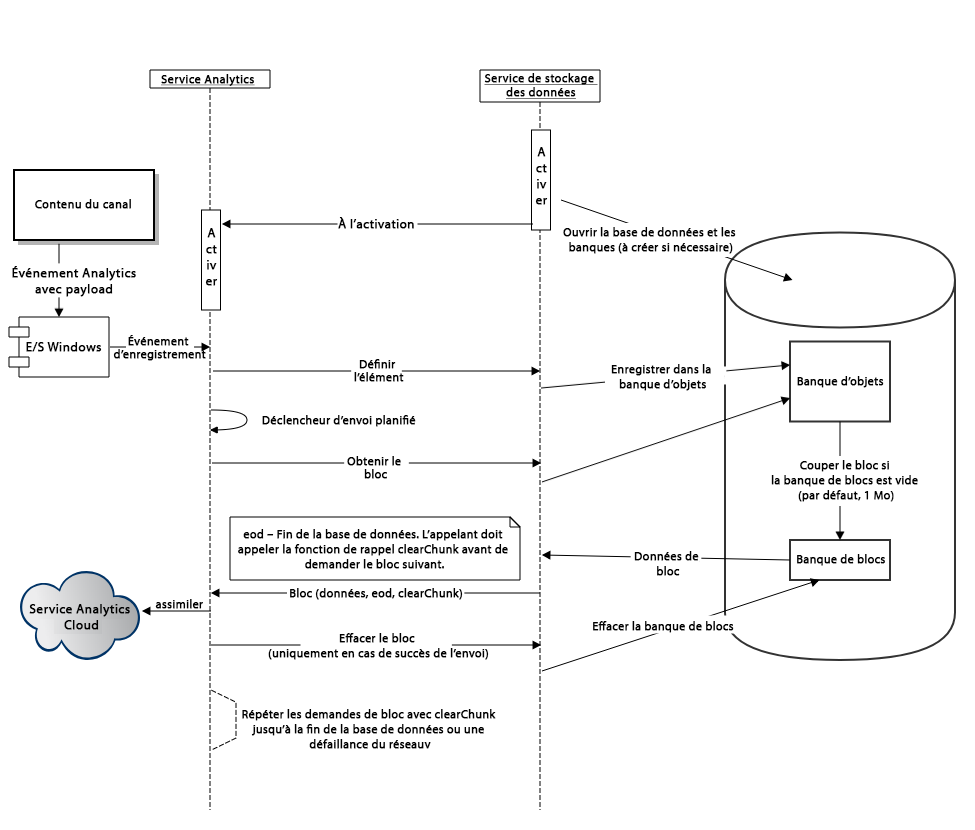 Service Analytics
Service de stockage
des données
A
ct
iv
er
Contenu du canal
À l’activation
A
ct
iv
er
Ouvrir la base de données et les
banques (à créer si nécessaire)
Événement Analytics
avec payload
E/S Windows
Événement
d’enregistrement
Définir
l’élément
Enregistrer dans la
banque d’objets
Banque d’objets
Déclencheur d’envoi planifié
Obtenir le
bloc
Couper le bloc si
la banque de blocs est vide
(par défaut, 1 Mo)
eod – Fin de la base de données. L’appelant doit
appeler la fonction de rappel clearChunk avant de
demander le bloc suivant.
Données de
bloc
Banque de blocs
Bloc (données, eod, clearChunk)
assimiler
Service Analytics
Cloud
Effacer la banque de blocs
Effacer le bloc
(uniquement en cas de succès de l’envoi)
Répéter les demandes de bloc avec clearChunk
jusqu’à la fin de la base de données ou une
défaillance du réseauv